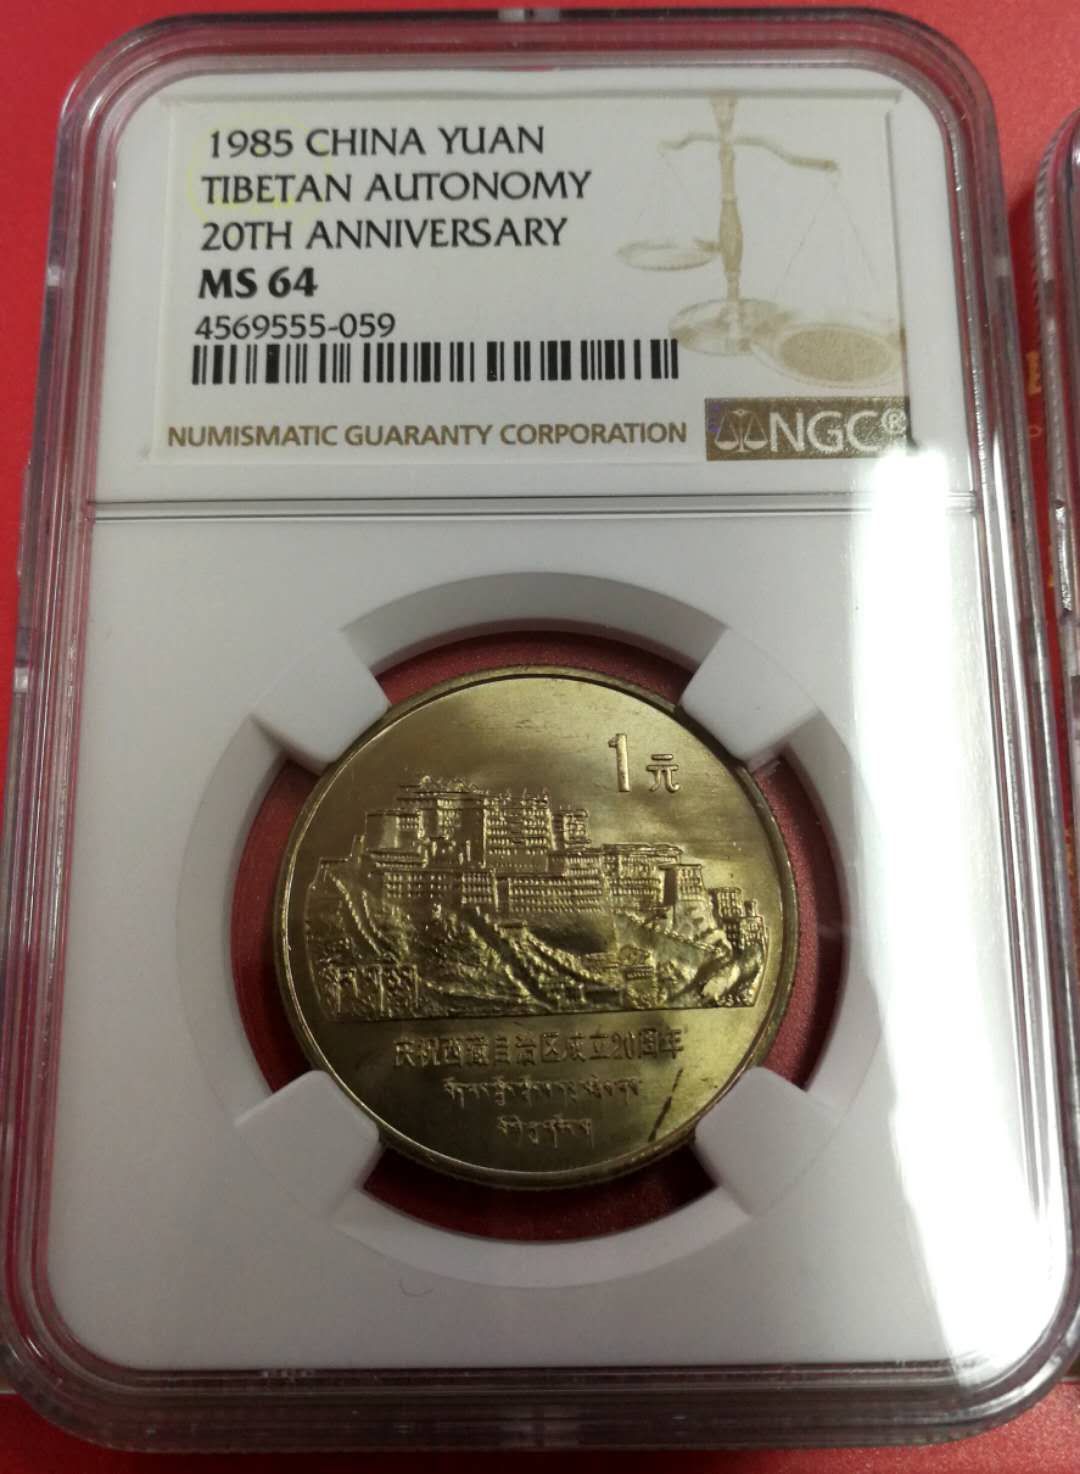 1985 CHINA YUAN
TIBETAN AUTONOMY
20TH ANNIVERSARY
MS 64
4569555-059
NUMISMATIC GUARANTY CORPORATION
NGC®
1元
庆祝西藏自治区成立20周年